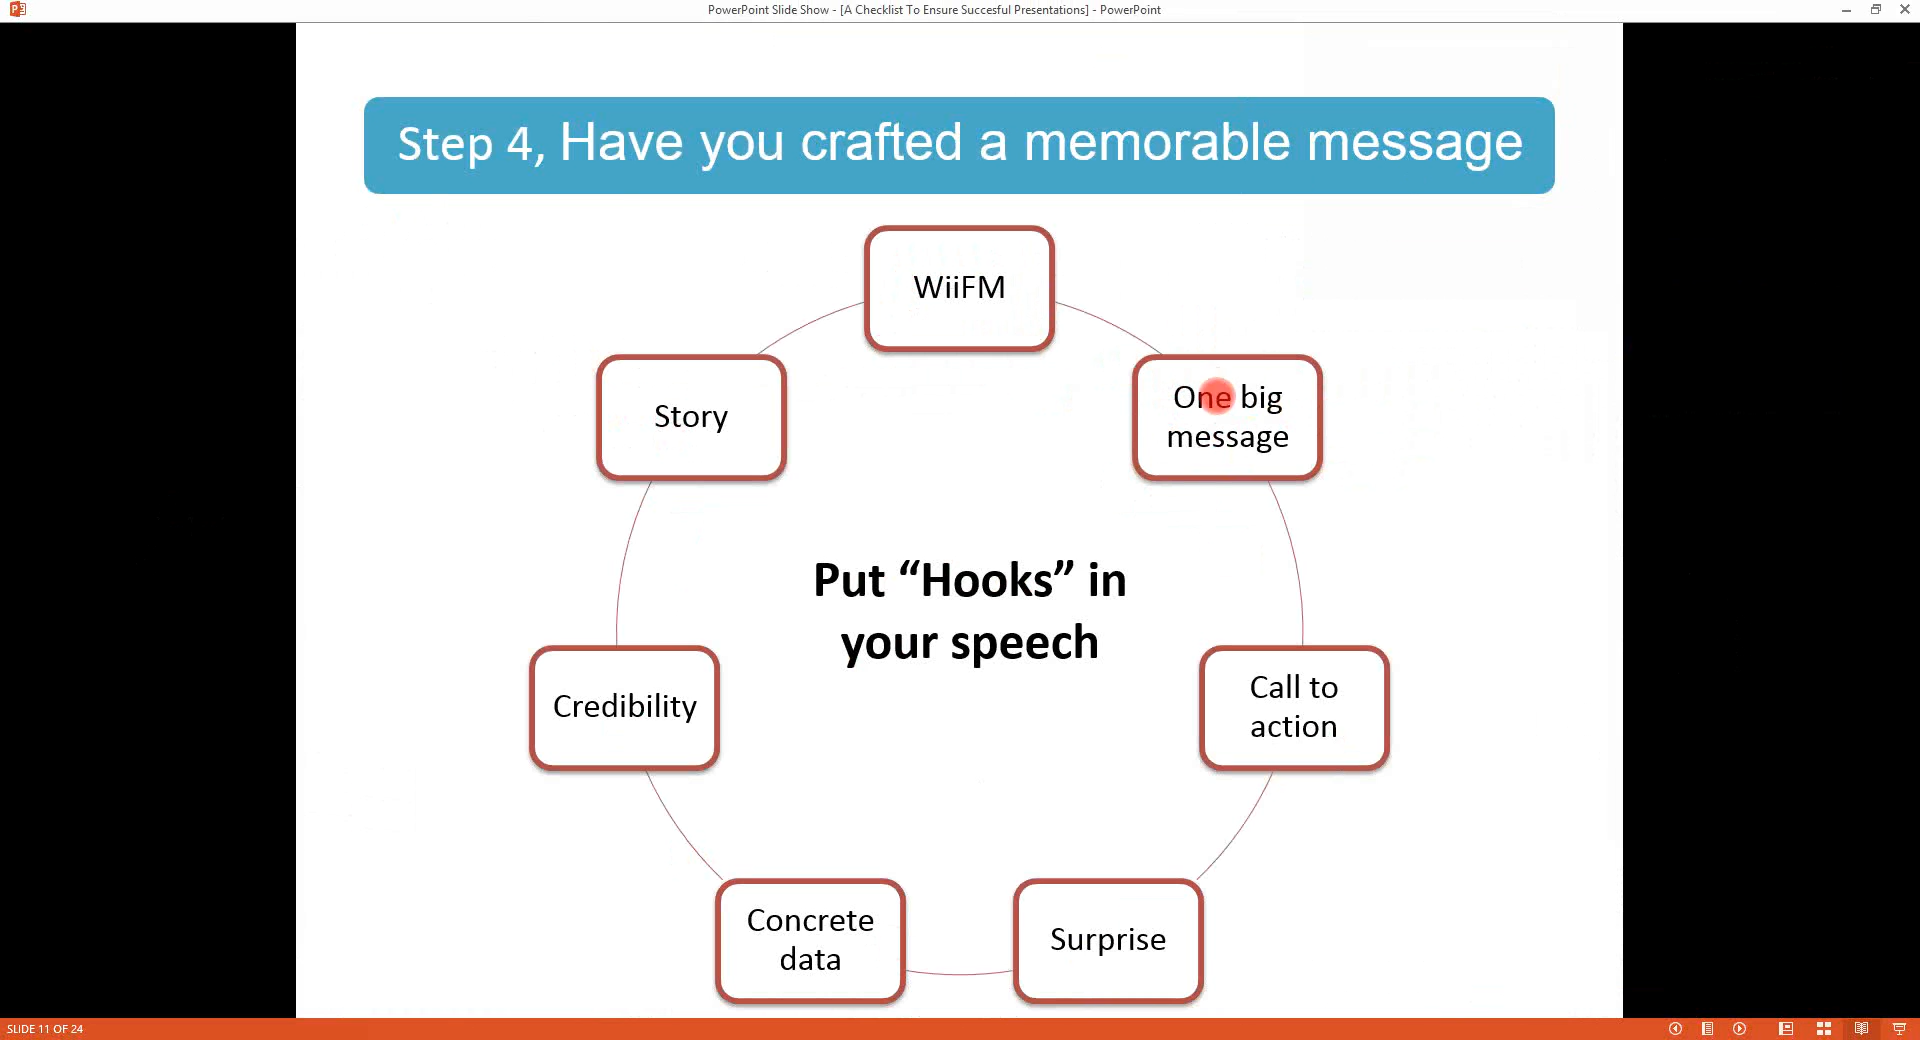 PowerPoint Slide Show - [A Checklist To Ensure Succesful Presentations] - PowerPoint
Step 4, Have you crafted a memorable message
WiiFM
Story
One big
message
Put “Hooks” in
your speech
Credibility
Call to
action
Concrete
data
Surprise
SLIDE 11 OF 24